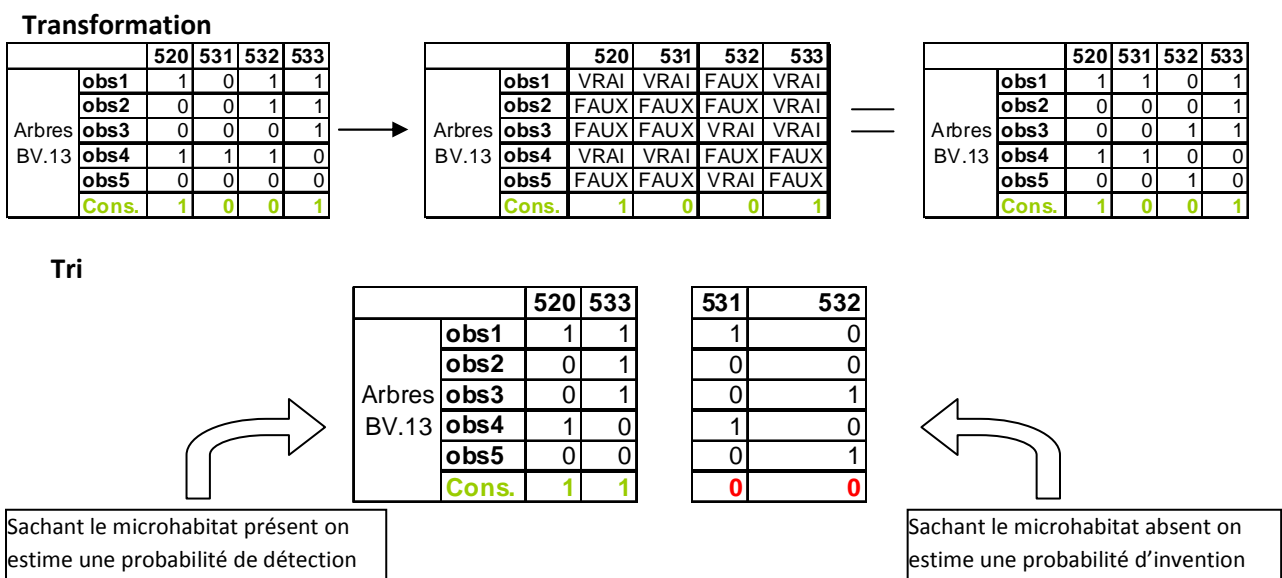 Transformation
520 531 532 533
obs1 1 0 1 1
obs2 0 0 1 1
Arbres obs3 0 0 0 1
BV.13 obs4 1 1 1 0
obs5 0 0 0 0
Cons. 1 0 0 1
520 531 532 533
obs1 VRAI VRAI FAUX VRAI
obs2 FAUX FAUX FAUX VRAI
Arbres obs3 FAUX FAUX VRAI VRAI
BV.13 obs4 VRAI VRAI FAUX FAUX
obs5 FAUX FAUX VRAI FAUX
Cons. 1 0 0 1
520 531 532 533
obs1 1 1 0 1
obs2 0 0 0 1
Arbres obs3 0 0 1 1
BV.13 obs4 1 1 0 0
obs5 0 0 1 0
Cons. 1 0 0 1
Tri
520 533
obs1 1 1
obs2 0 1
Arbres obs3 0 1
BV.13 obs4 1 0
obs5 0 0
Cons. 1 1
531 532
1 0
0 0
0 1
1 0
0 1
0 0
Sachant le microhabitat présent on
estime une probabilité de détection
Sachant le microhabitat absent on
estime une probabilité d'invention